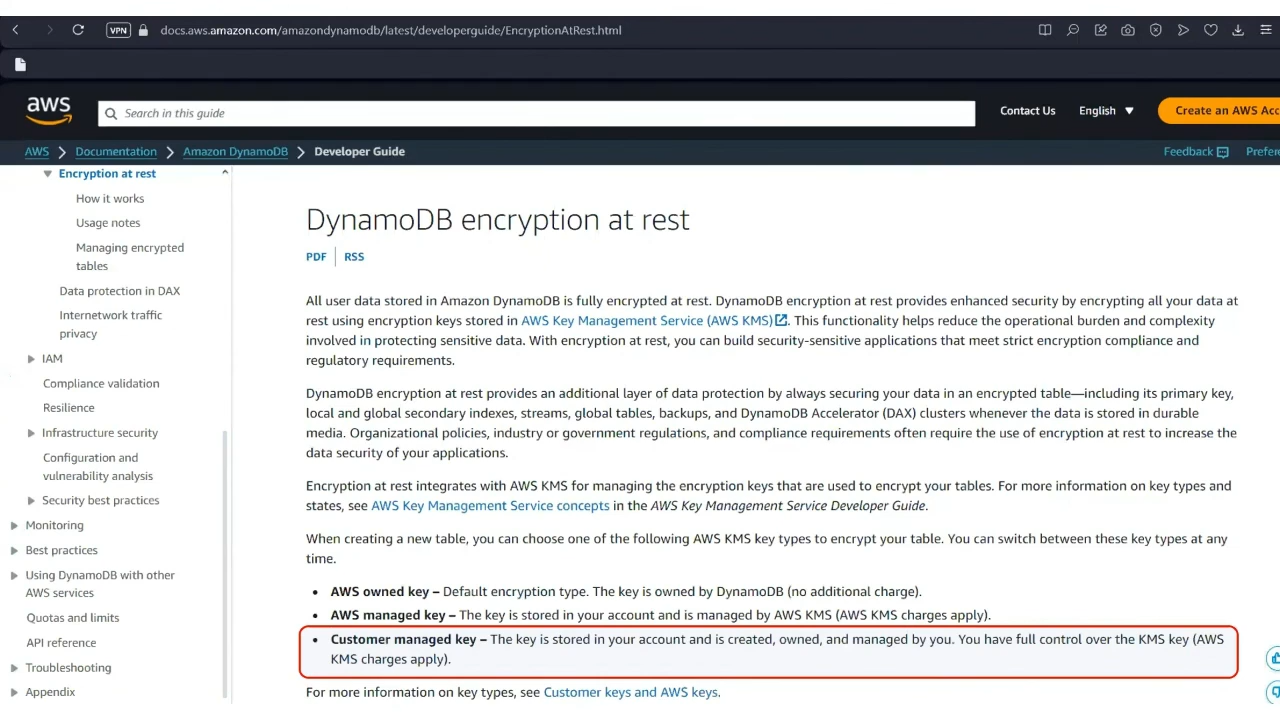 VPN docs.aws.amazon.com/amazondynamodb/latest/developerguide/EncryptionAtRest.html
aws Search in this guide Contact Us English Create an AWS Acc
AWS Documentation Amazon DynamoDB Developer Guide Feedback Prefere
Encryption at rest
How it works
Usage notes
Managing encrypted
tables
Data protection in DAX
Internetwork traffic
privacy
IAM
Compliance validation
Resilience
Infrastructure security
Configuration and
vulnerability analysis
Security best practices
Monitoring
Best practices
Using DynamoDB with other
AWS services
Quotas and limits
API reference
Troubleshooting
Appendix
DynamoDB encryption at rest
PDF RSS
All user data stored in Amazon DynamoDB is fully encrypted at rest. DynamoDB encryption at rest provides enhanced security by encrypting all your data at
rest using encryption keys stored in AWS Key Management Service (AWS KMS). This functionality helps reduce the operational burden and complexity
involved in protecting sensitive data. With encryption at rest, you can build security-sensitive applications that meet strict encryption compliance and
regulatory requirements.
DynamoDB encryption at rest provides an additional layer of data protection by always securing your data in an encrypted table—including its primary key,
local and global secondary indexes, streams, global tables, backups, and DynamoDB Accelerator (DAX) clusters whenever the data is stored in durable
media. Organizational policies, industry or government regulations, and compliance requirements often require the use of encryption at rest to increase the
data security of your applications.
Encryption at rest integrates with AWS KMS for managing the encryption keys that are used to encrypt your tables. For more information on key types and
states, see AWS Key Management Service concepts in the AWS Key Management Service Developer Guide.
When creating a new table, you can choose one of the following AWS KMS key types to encrypt your table. You can switch between these key types at any
time.
• AWS owned key – Default encryption type. The key is owned by DynamoDB (no additional charge).
• AWS managed key – The key is stored in your account and is managed by AWS KMS (AWS KMS charges apply).
• Customer managed key – The key is stored in your account and is created, owned, and managed by you. You have full control over the KMS key (AWS
KMS charges apply).
For more information on key types, see Customer keys and AWS keys.